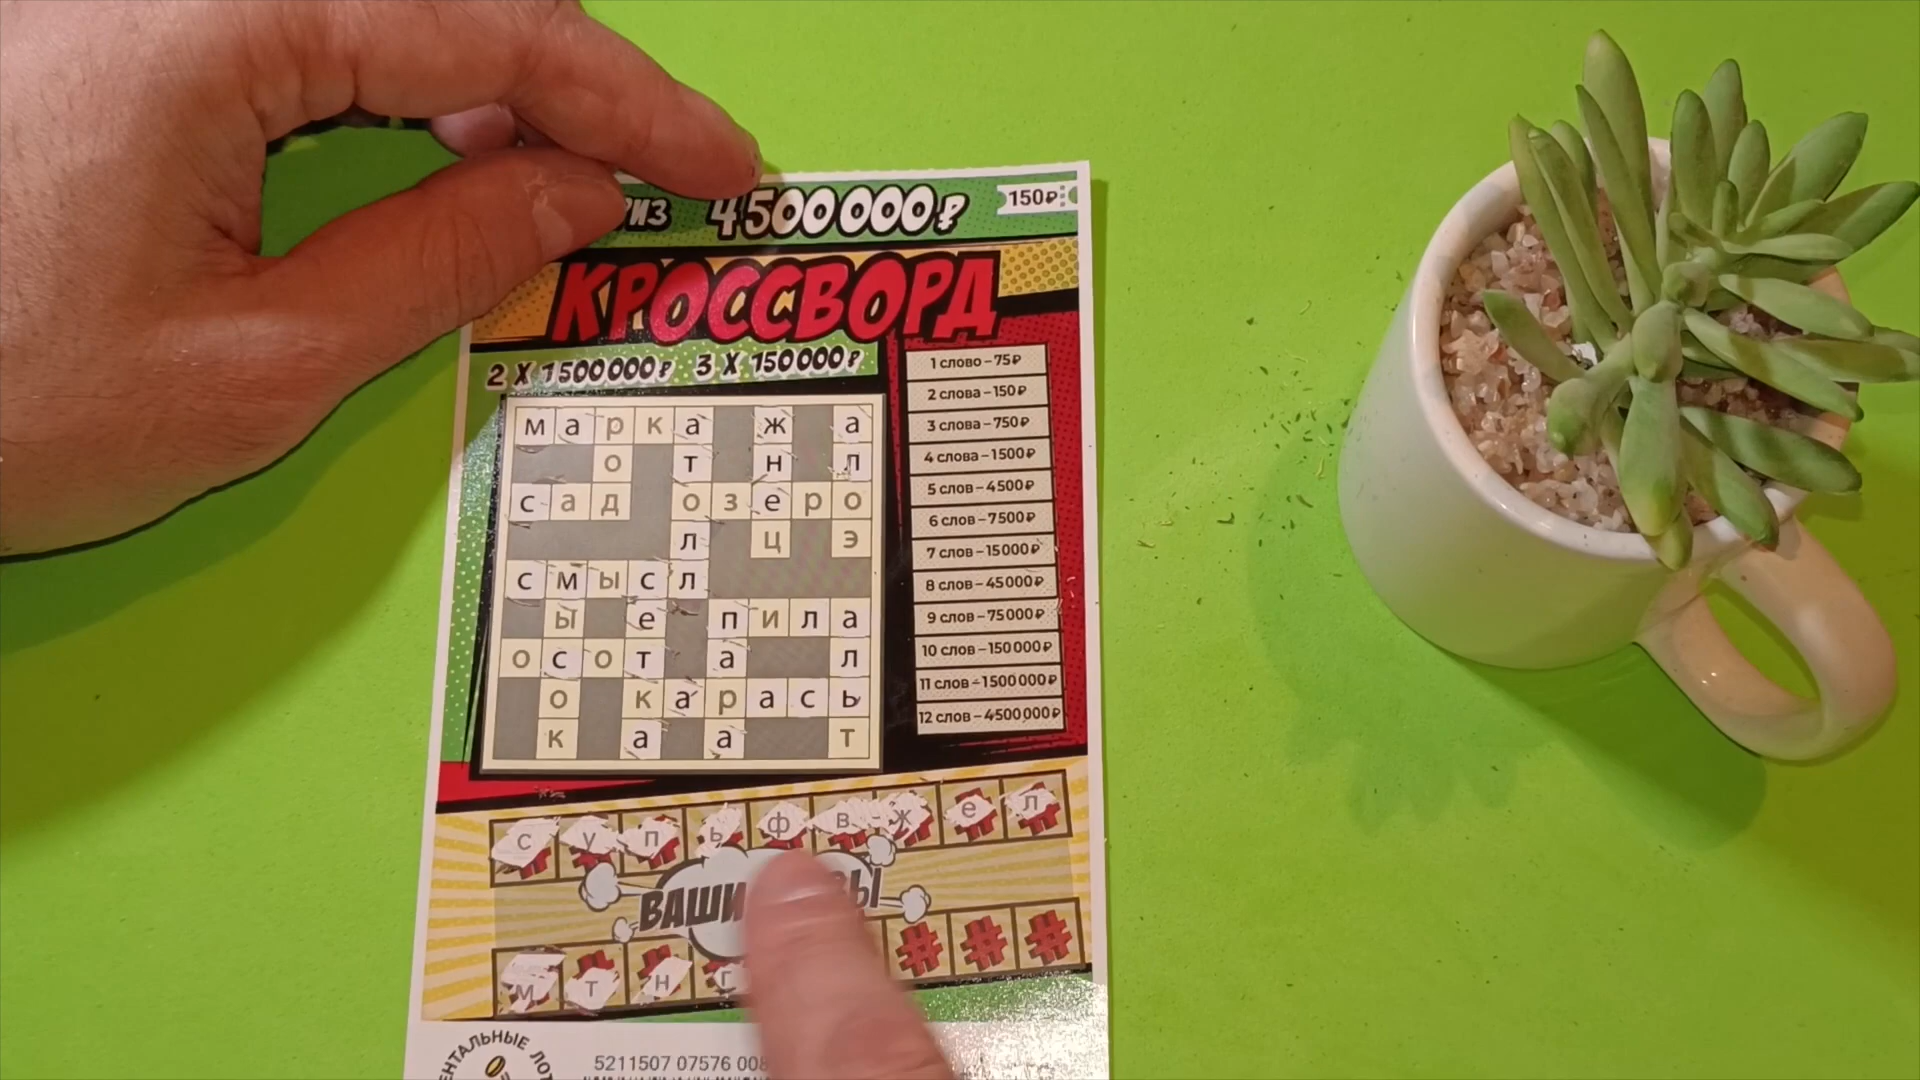 4500000₽
150₽
КРОССВОРД
2 X 1500000₽ 3 X 150000₽
1 слово – 75₽
2 слова – 150₽
3 слова – 750₽
4 слова – 1500₽
5 слов – 4500₽
6 слов – 7500₽
7 слов – 15000₽
8 слов – 45000₽
9 слов – 75000₽
10 слов – 150000₽
11 слов – 1500000₽
12 слов – 4500000₽
м а р к а ж а
о т н л
с а д о з е р о
л ц э
с м ы с л
ы е п и л а
о с о т а л
о к а р а с ь
к а а т
с у п ь ф в ж е л
ВАШИ
м т н г # # #
5211507 07576 008